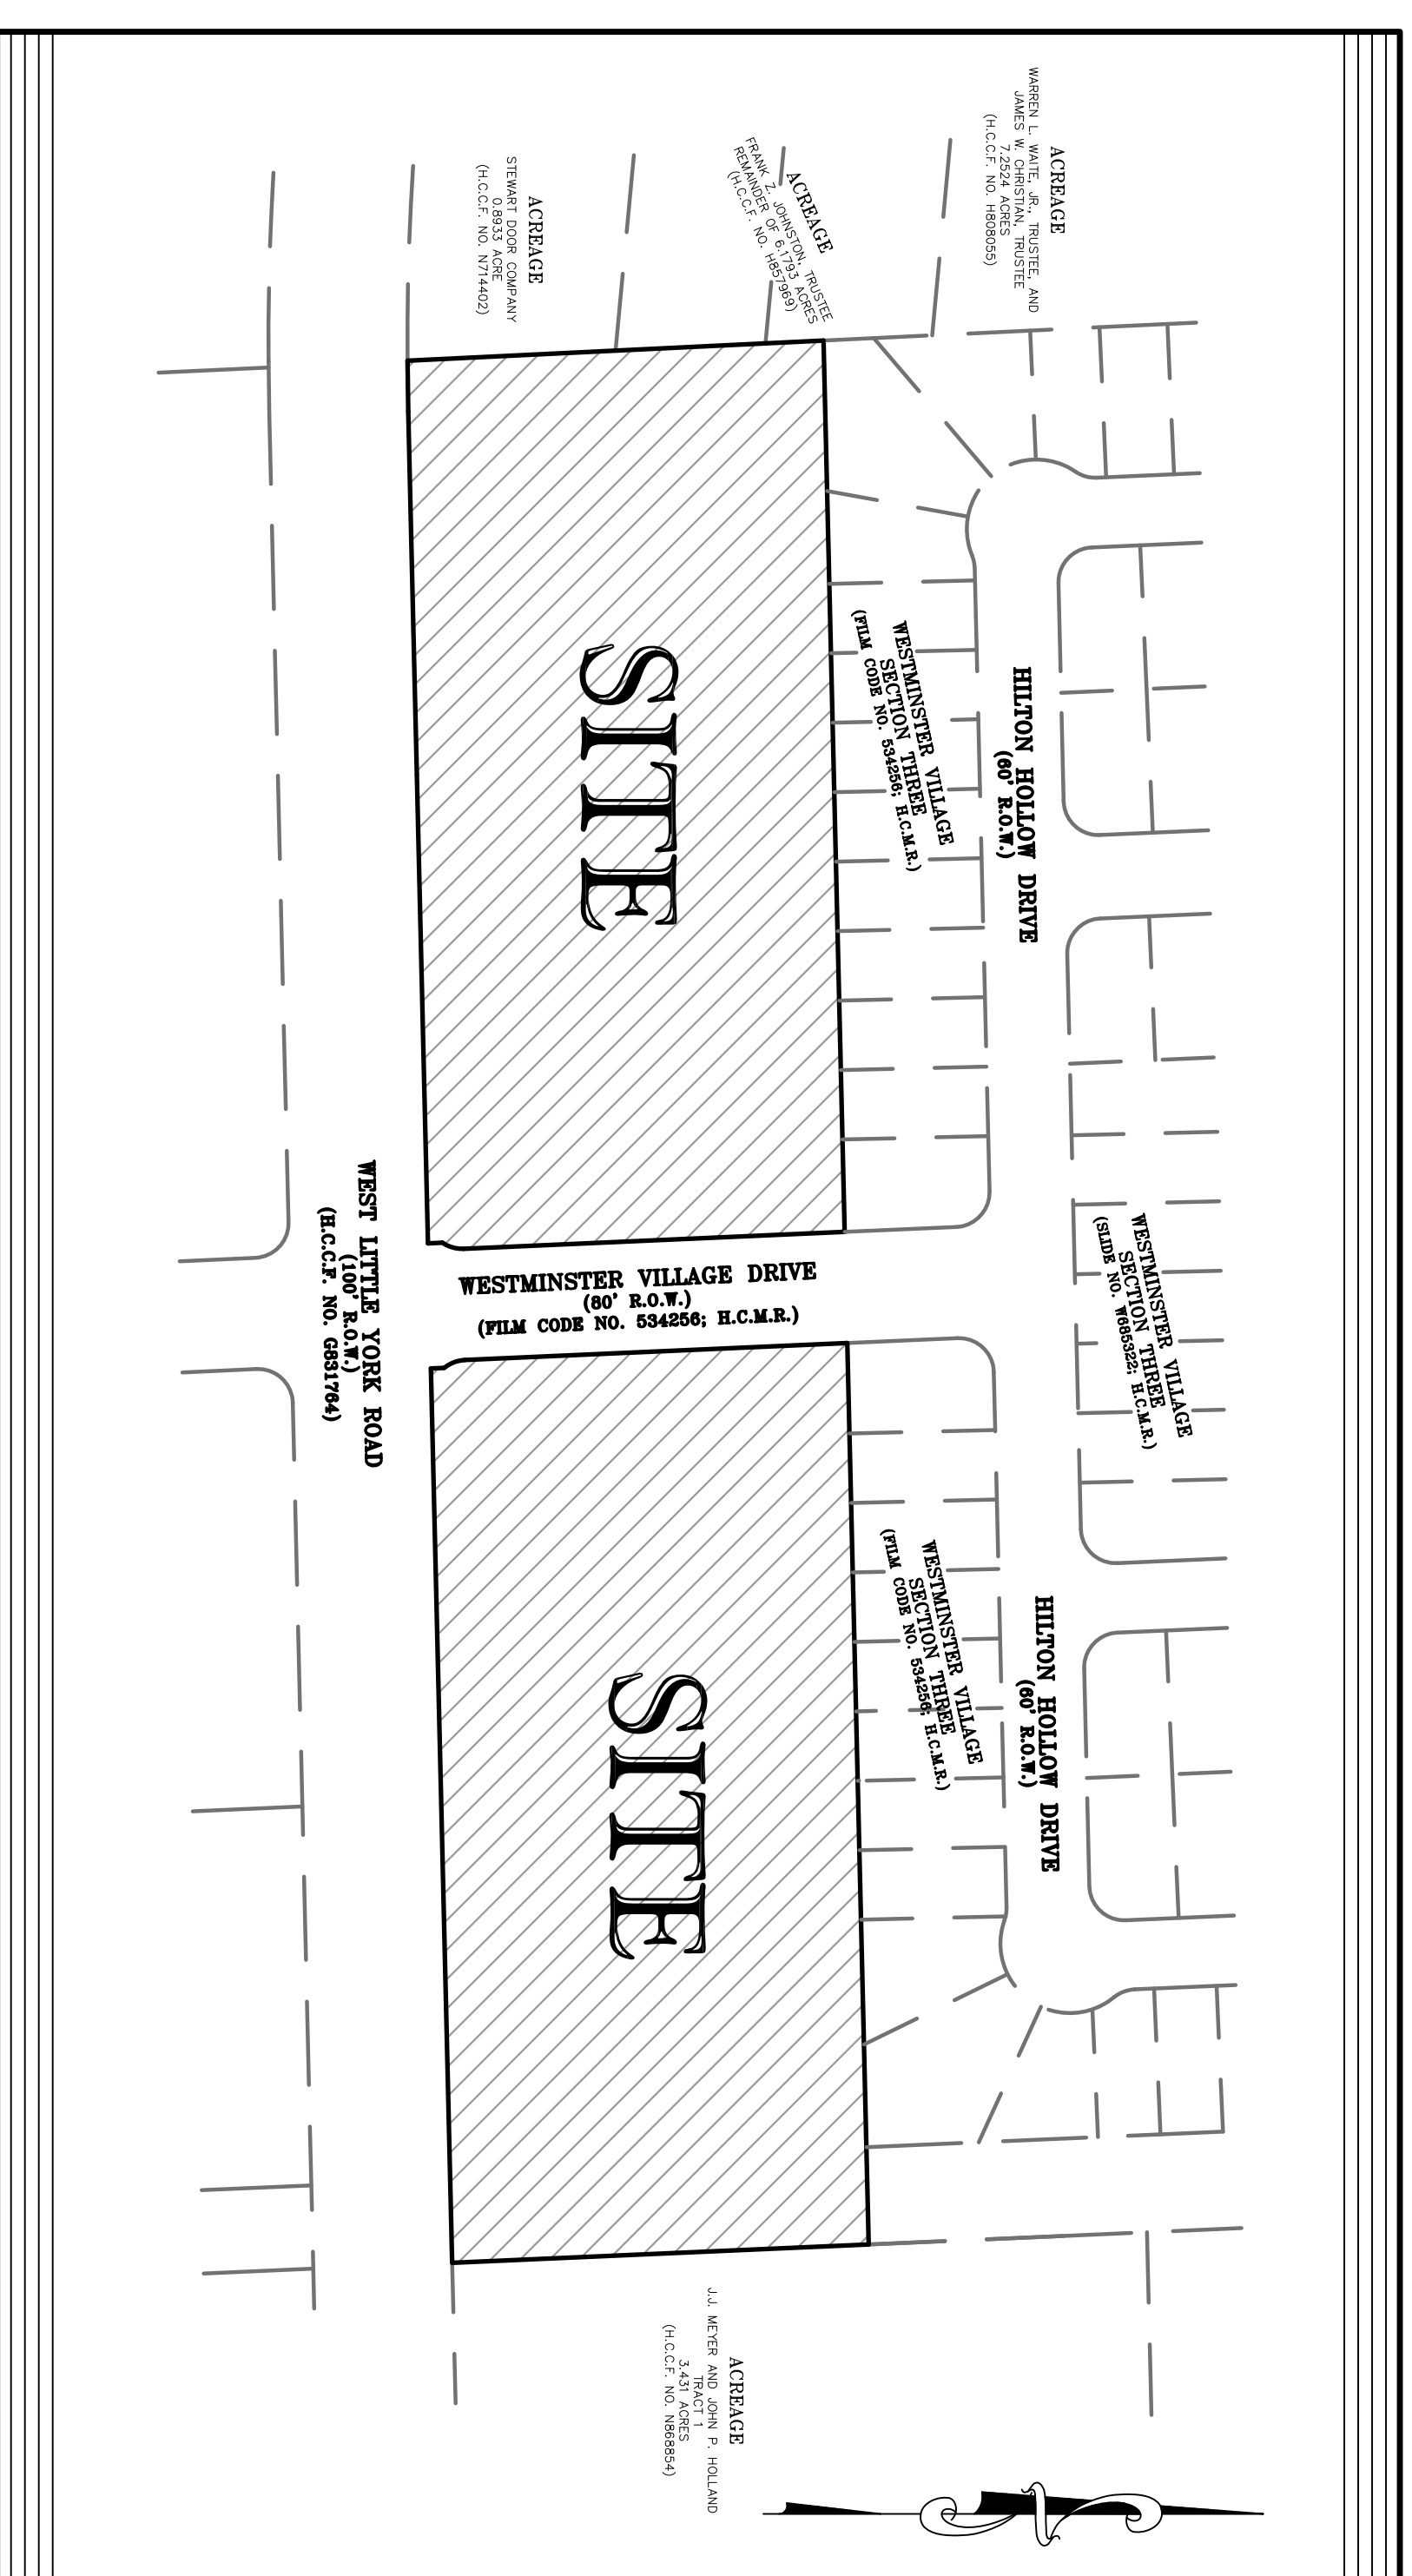 ACREAGE
WARREN L. WAITE, JR., TRUSTEE, AND
JAMES W. CHRISTIAN, TRUSTEE
7.2524 ACRES
(H.C.C.F. NO. H808055)
ACREAGE
FRANK Z. JOHNSTON, TRUSTEE
REMAINDER OF 6.1793 ACRES
(H.C.C.F. NO. H857969)
ACREAGE
STEWART DOOR COMPANY
0.8933 ACRE
(H.C.C.F. NO. N714402)
HILTON HOLLOW DRIVE
(60' R.O.W.)
WESTMINSTER VILLAGE
SECTION THREE
(FILM CODE NO. 534256; H.C.M.R.)
SITE
WESTMINSTER VILLAGE
SECTION THREE
(SLIDE NO. W685322; H.C.M.R.)
WESTMINSTER VILLAGE DRIVE
(80' R.O.W.)
(FILM CODE NO. 534256; H.C.M.R.)
WEST LITTLE YORK ROAD
(100' R.O.W.)
(H.C.C.F. NO. G831764)
HILTON HOLLOW DRIVE
(60' R.O.W.)
WESTMINSTER VILLAGE
SECTION THREE
(FILM CODE NO. 534256; H.C.M.R.)
SITE
ACREAGE
J.J. MEYER AND JOHN P. HOLLAND
TRACT 1
3.431 ACRES
(H.C.C.F. NO. N868854)